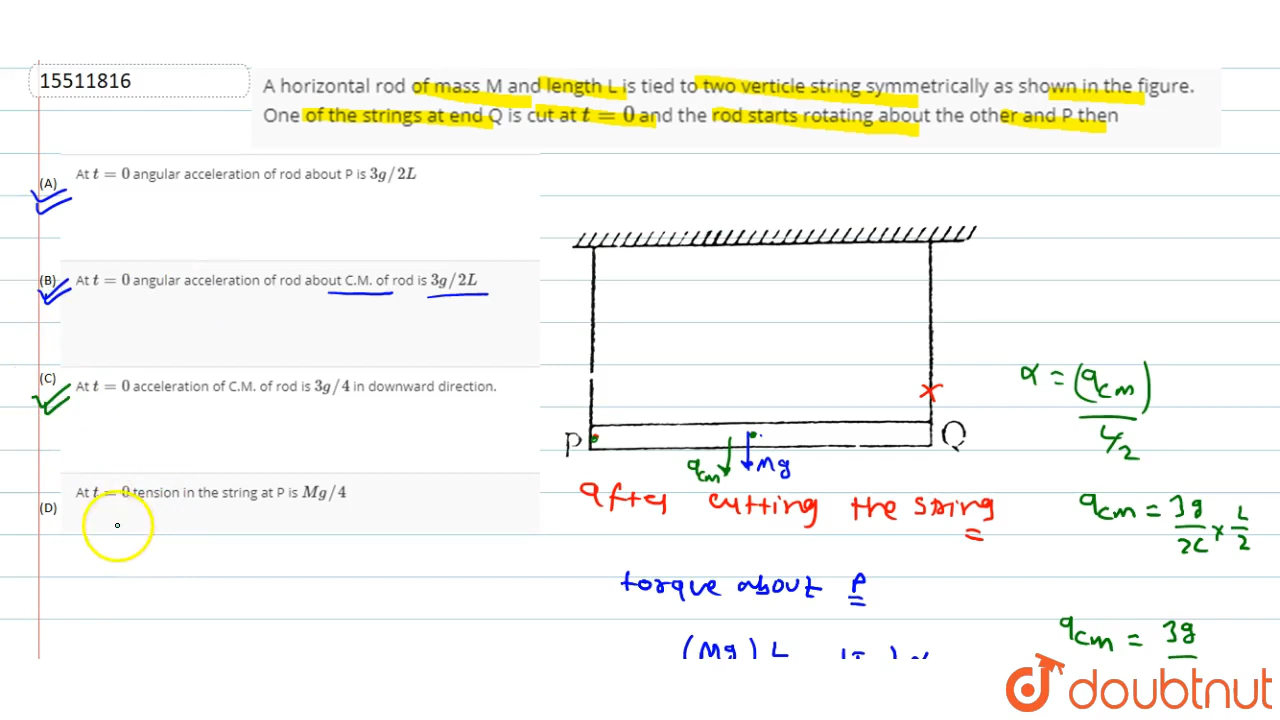 15511816
A horizontal rod of mass M and length L is tied to two verticle string symmetrically as shown in the figure.
One of the strings at end Q is cut at t = 0 and the rod starts rotating about the other and P then
(A) At t = 0 angular acceleration of rod about P is 3g/2L
(B) At t = 0 angular acceleration of rod about C.M. of rod is 3g/2L
(C) At t = 0 acceleration of C.M. of rod is 3g/4 in downward direction.
(D) At t = 0 tension in the string at P is Mg/4
P
Q
acm
Mg
after cutting the string
torque about P
(Mg) L
α = (acm)
L/2
acm = 3g/2L × L/2
acm = 3g
doubtnut